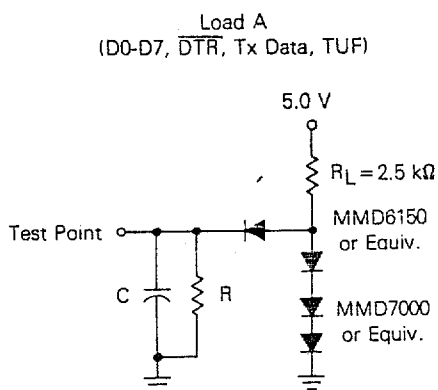 Load A
(D0-D7, DTR, Tx Data, TUF)
5.0 V
RL=2.5 kΩ
MMD6150
or Equiv.
Test Point
C
R
MMD7000
or Equiv.